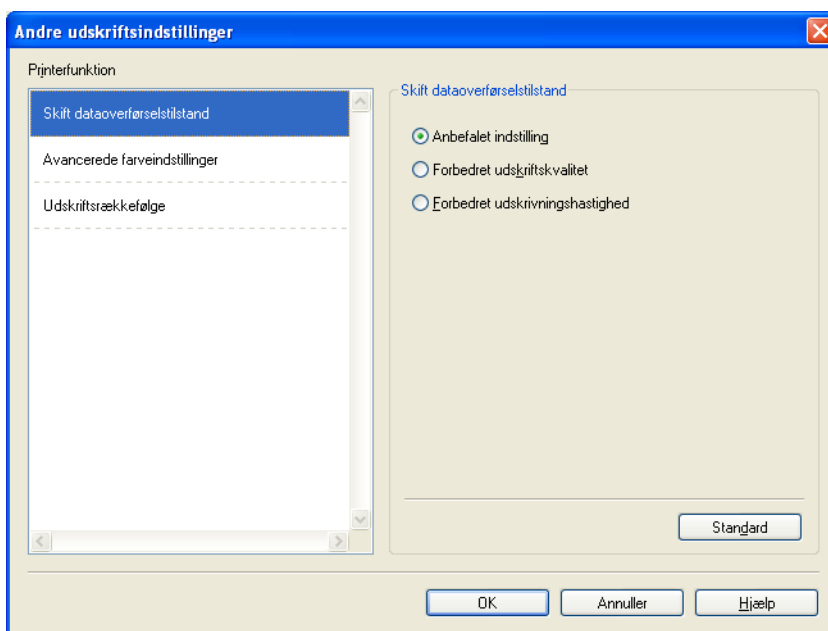 Andre udskriftsindstillinger
Printerfunktion
Skift dataoverførselstilstand
Avancerede farveindstillinger
Udskriftsrækkefølge
Skift dataoverførselstilstand
Anbefalet indstilling
Forbedret udskriftskvalitet
Forbedret udskrivningshastighed
Standard
OK
Annuller
Hjælp